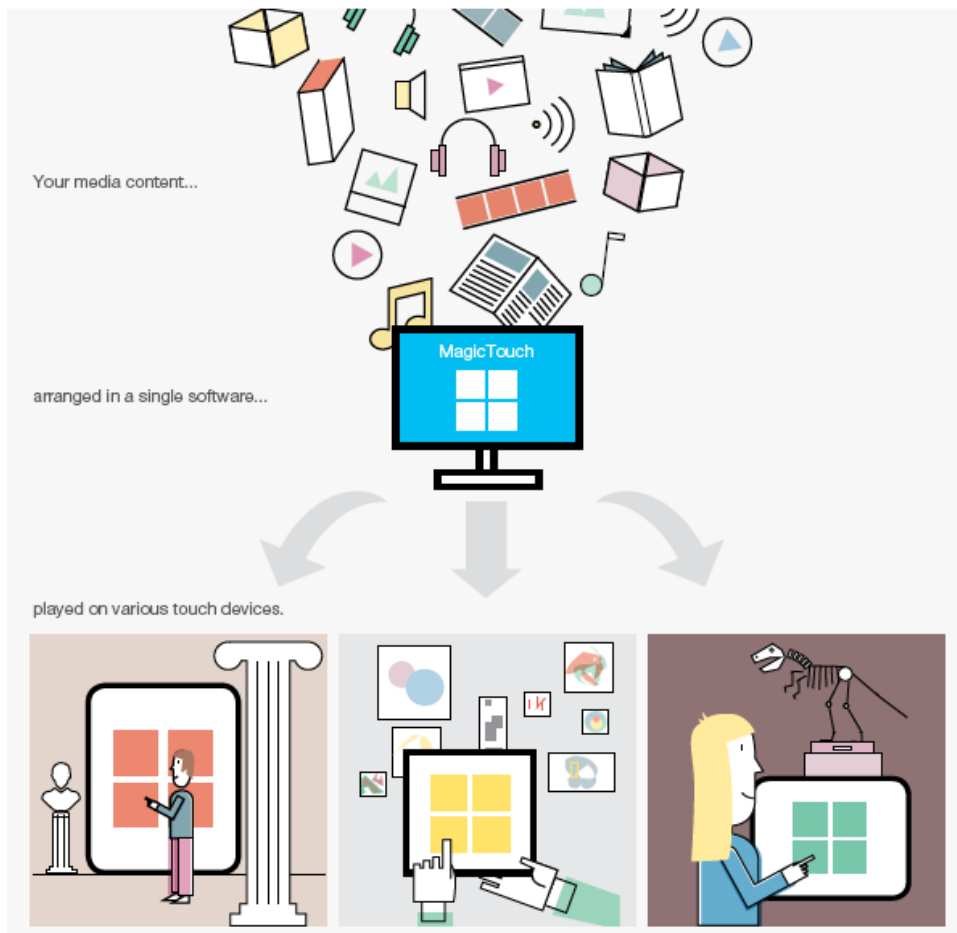 Your media content...
MagicTouch
arranged in a single software...
played on various touch devices.